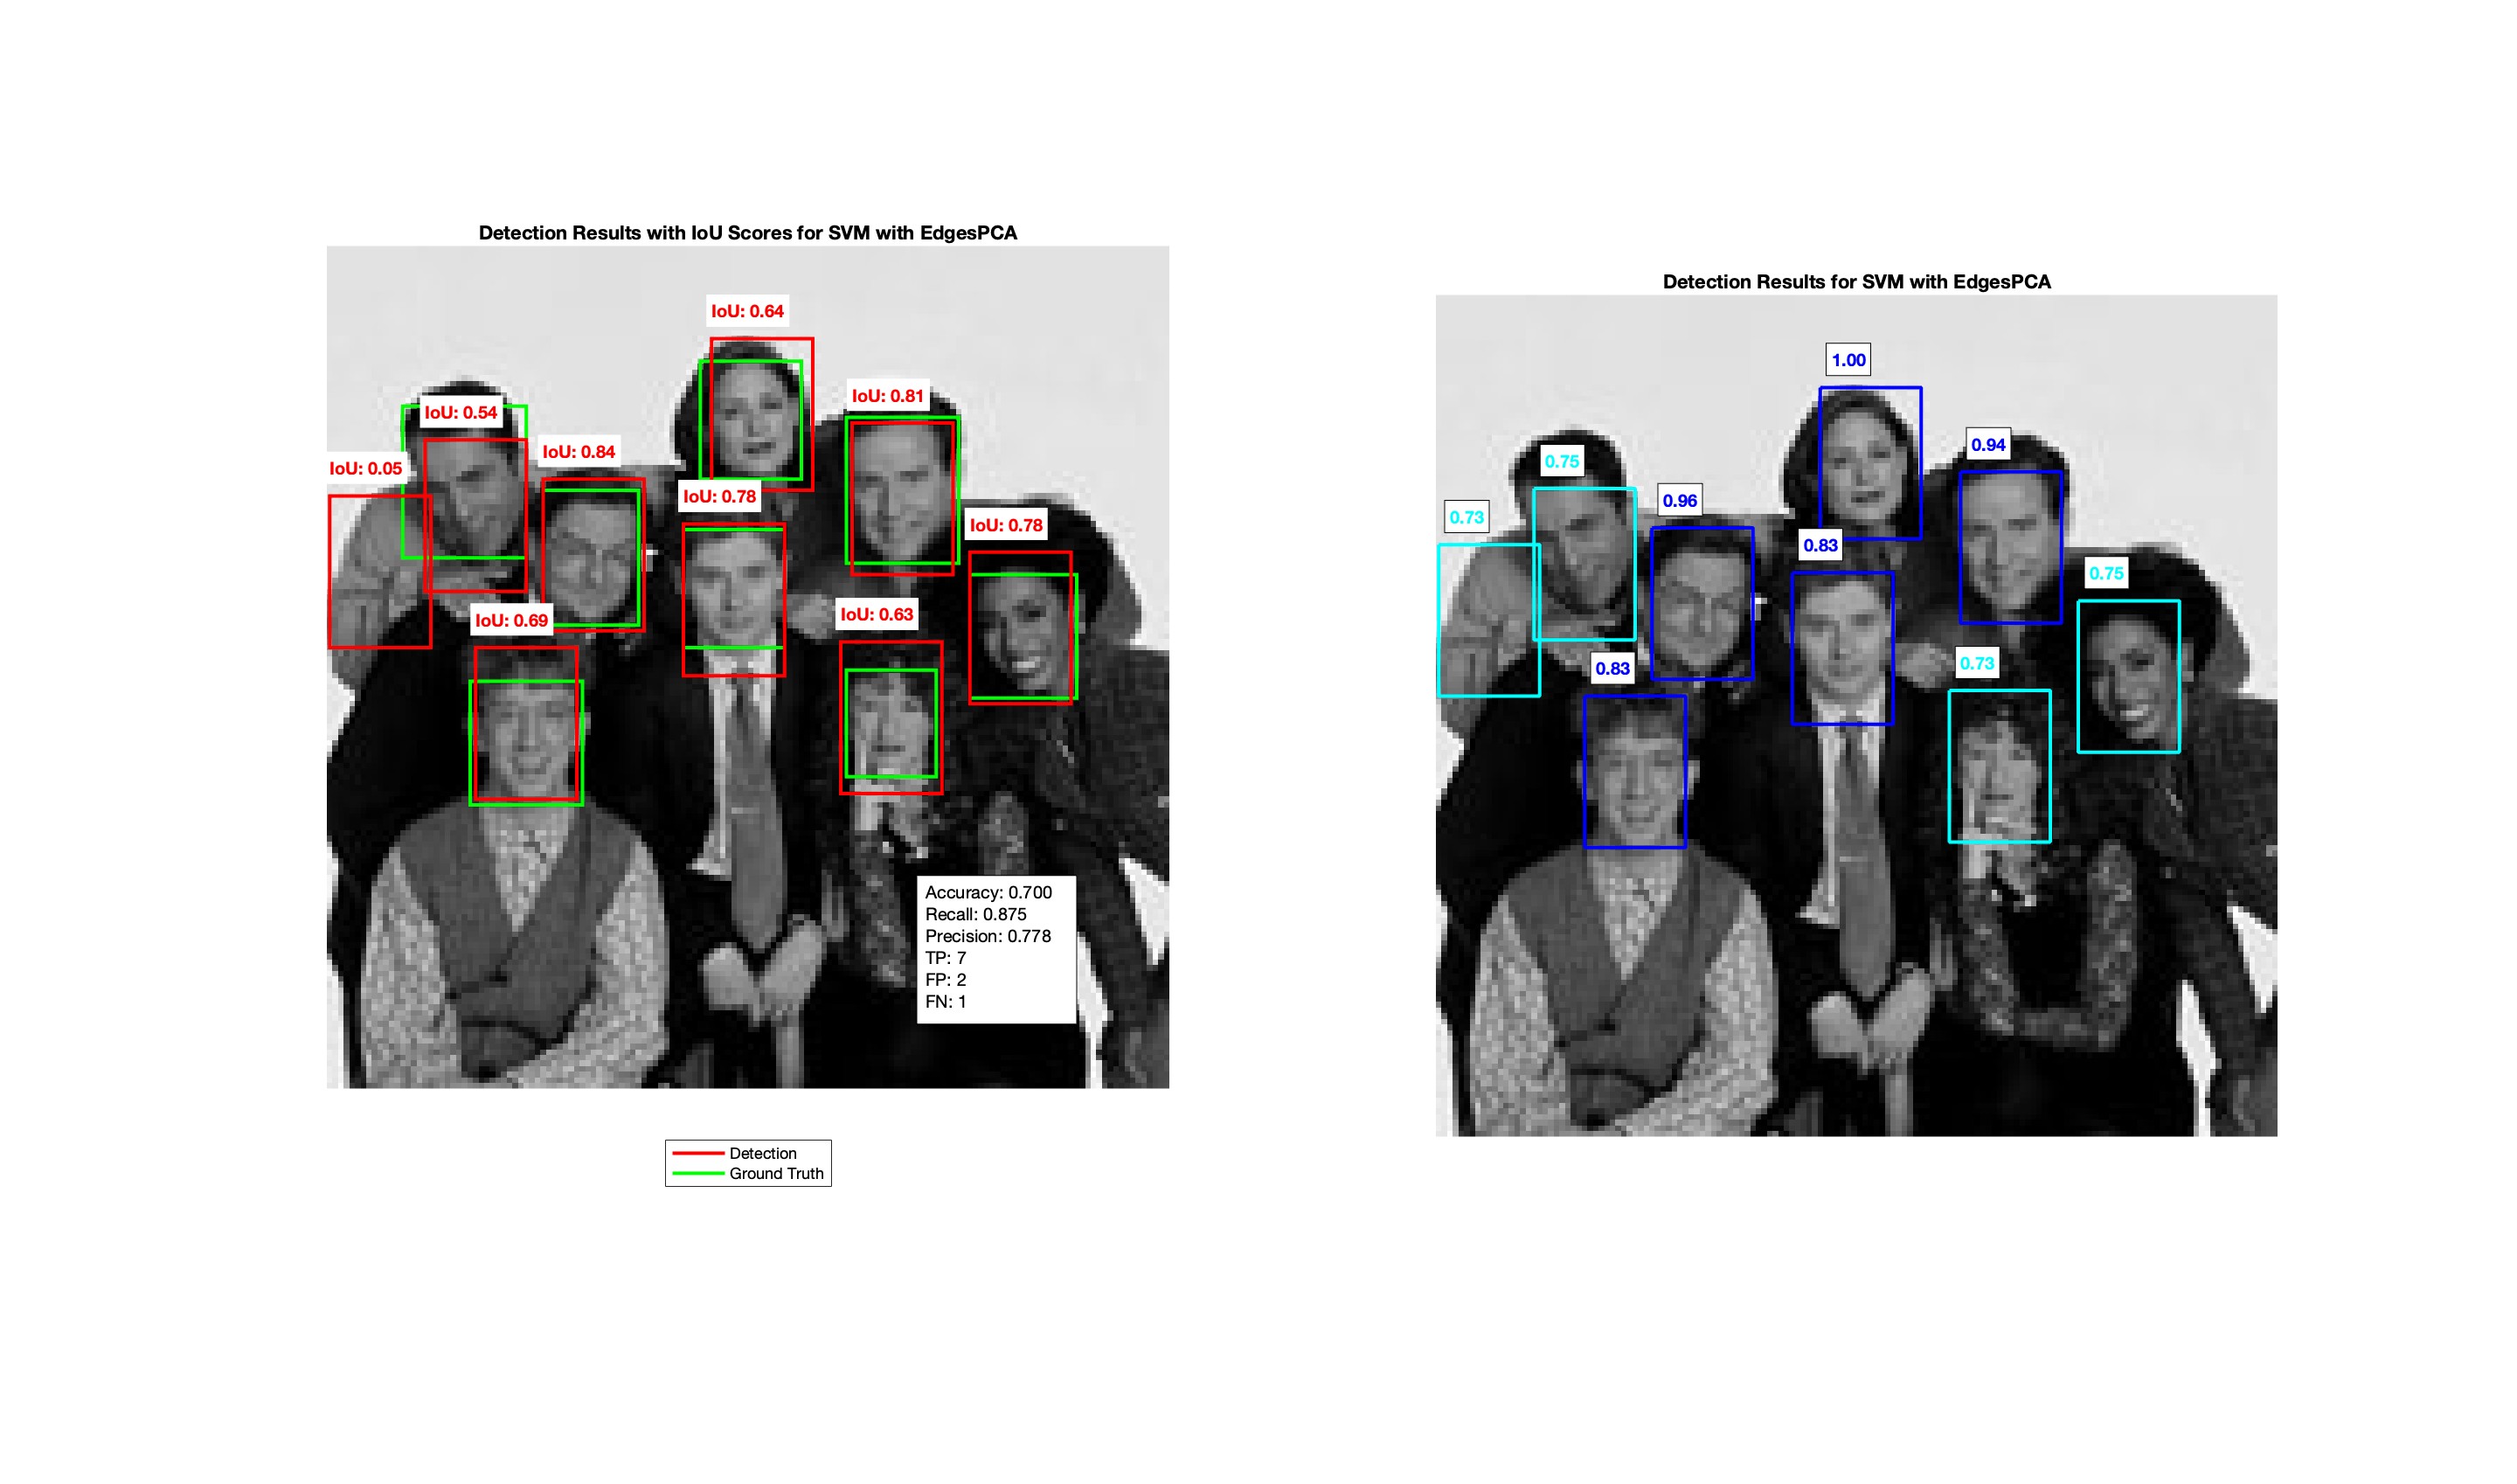 Detection Results with IoU Scores for SVM with EdgesPCA
IoU: 0.64
IoU: 0.81
IoU: 0.54
IoU: 0.84
IoU: 0.05
IoU: 0.78
IoU: 0.78
IoU: 0.63
IoU: 0.69
Accuracy: 0.700
Recall: 0.875
Precision: 0.778
TP: 7
FP: 2
FN: 1
Detection
Ground Truth
Detection Results for SVM with EdgesPCA
1.00
0.94
0.75
0.96
0.73
0.83
0.75
0.73
0.83